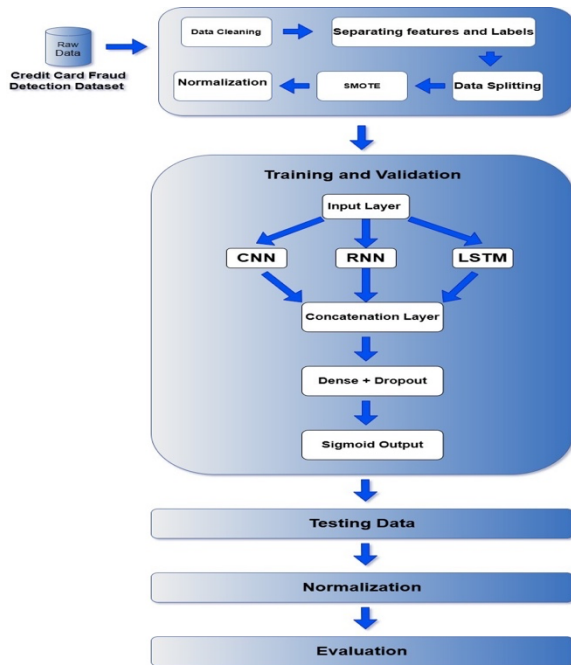 Raw
Data
Credit Card Fraud
Detection Dataset
Data Cleaning
Separating features and Labels
Normalization
SMOTE
Data Splitting
Training and Validation
Input Layer
CNN
RNN
LSTM
Concatenation Layer
Dense + Dropout
Sigmoid Output
Testing Data
Normalization
Evaluation